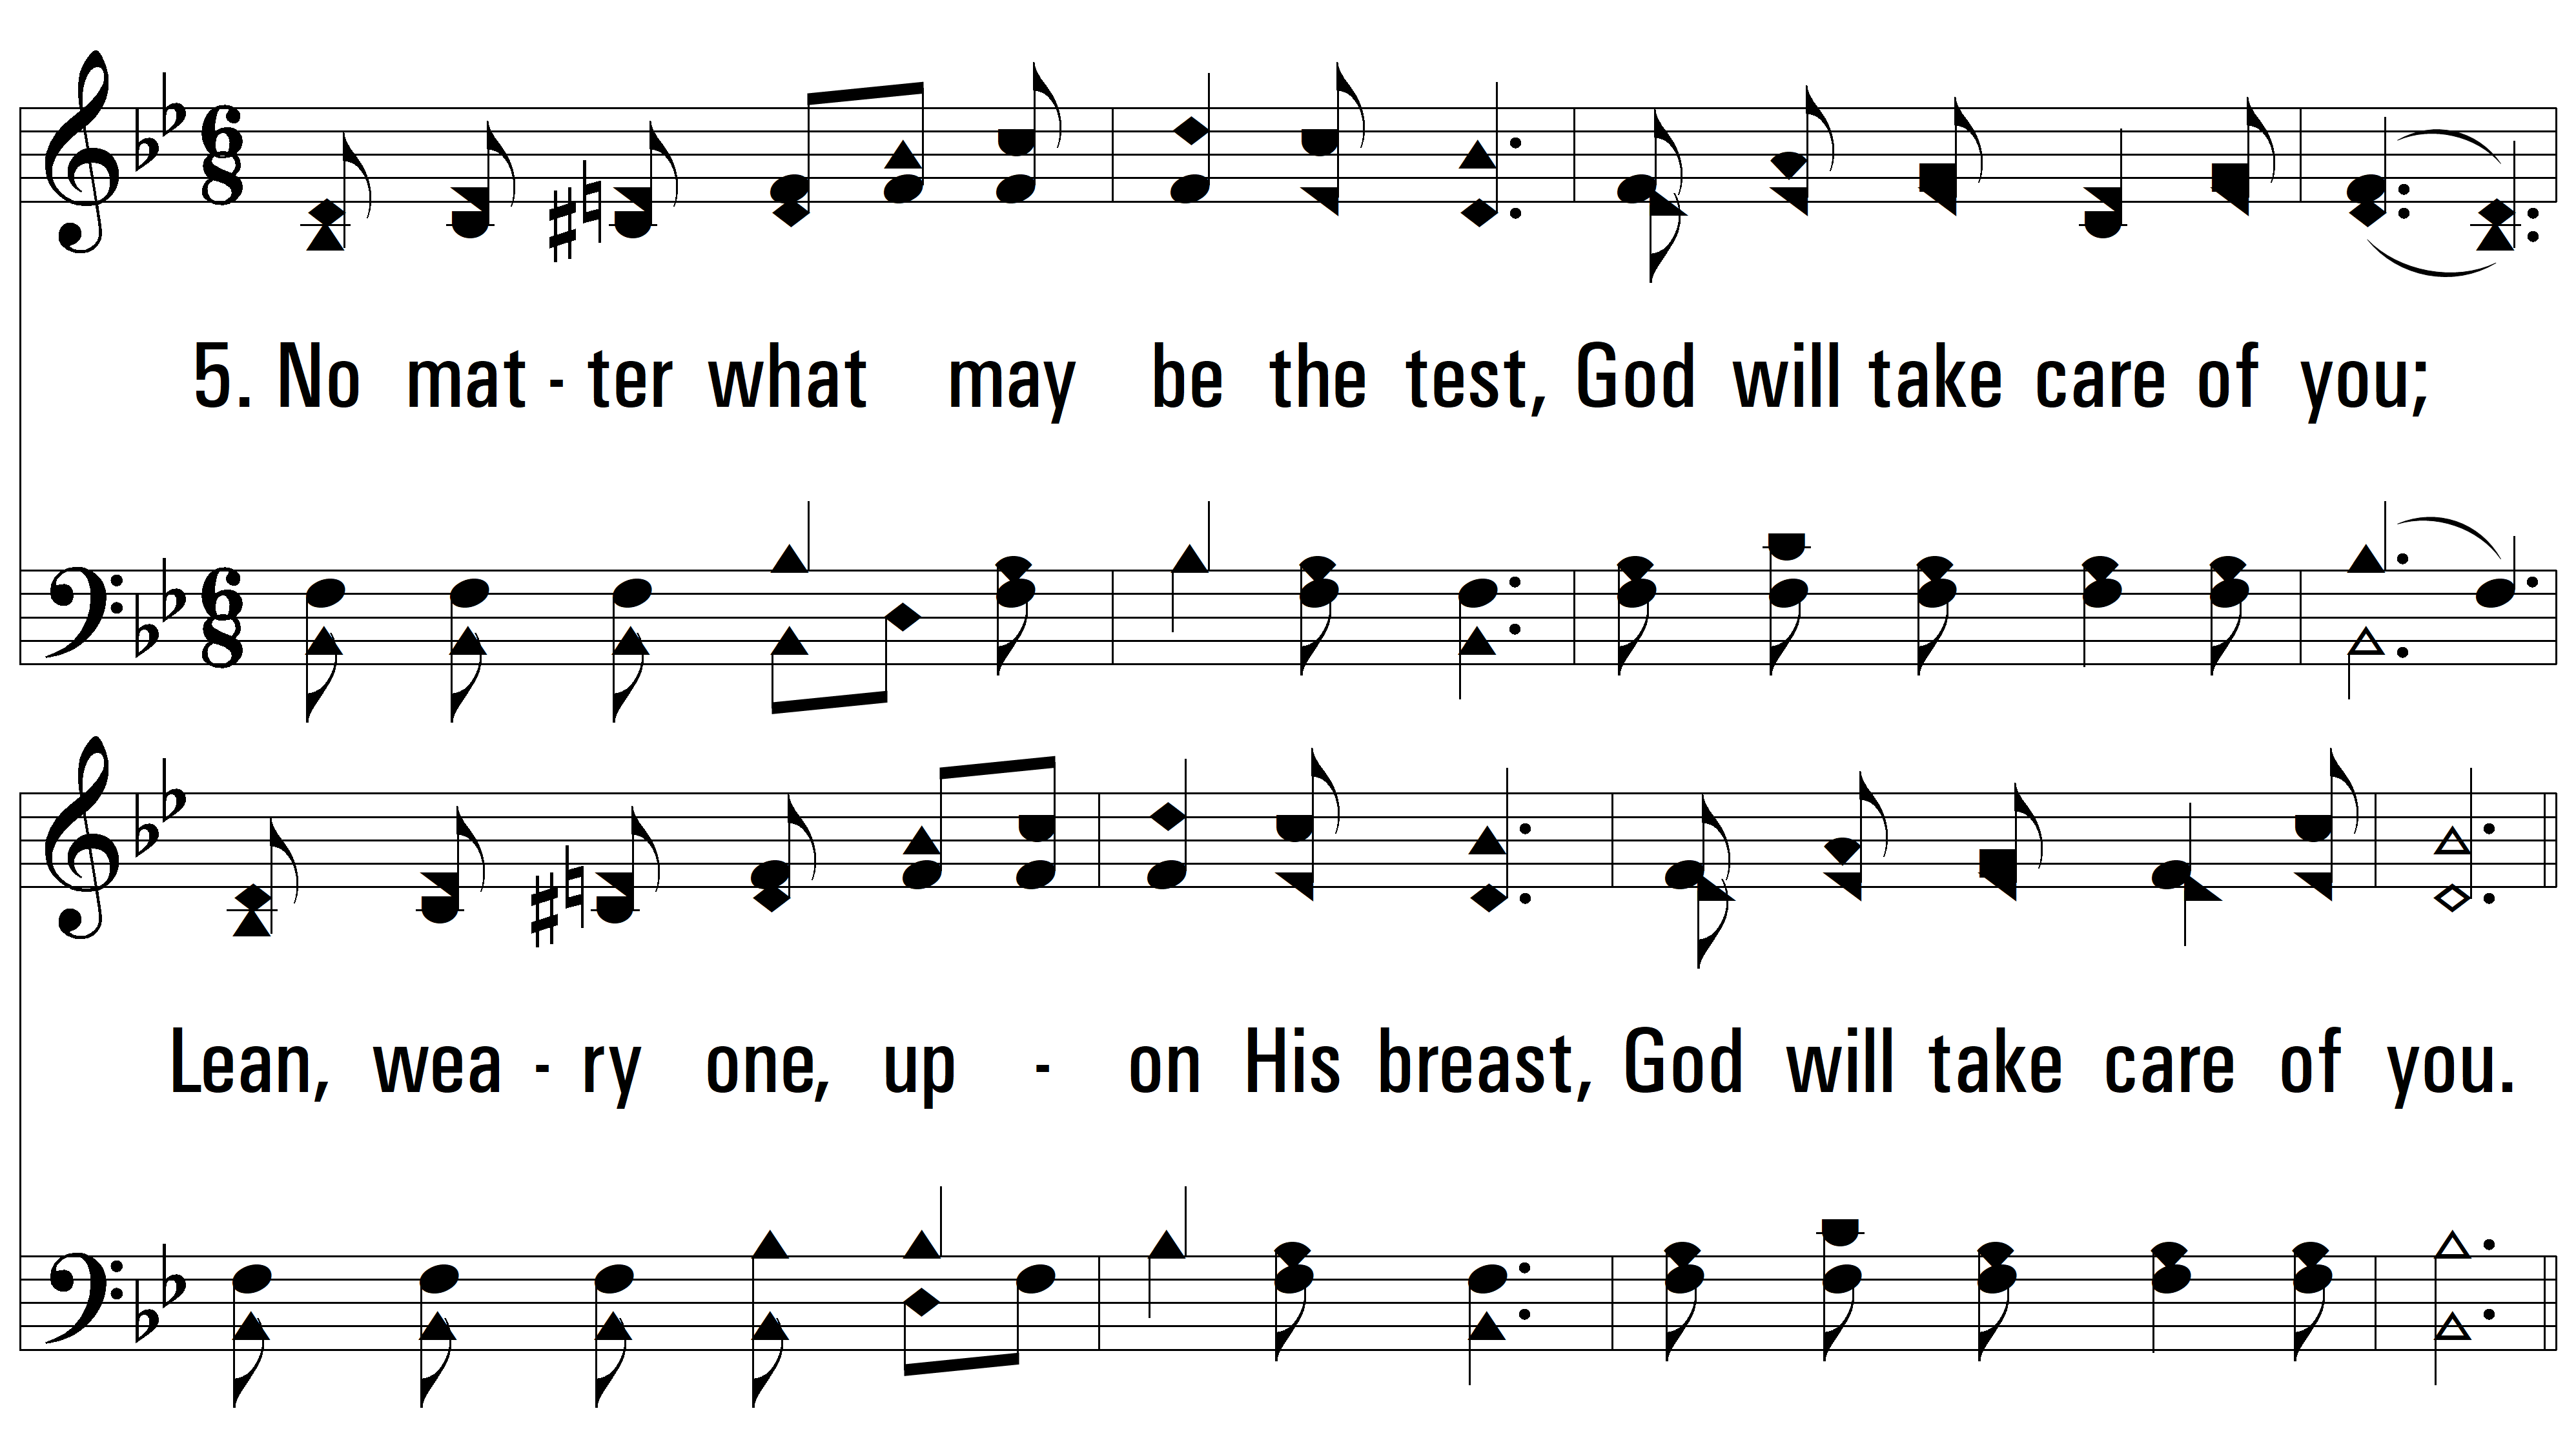 5. No mat - ter what may be the test, God will take care of you;
Lean, wea - ry one, up - on His breast, God will take care of you.